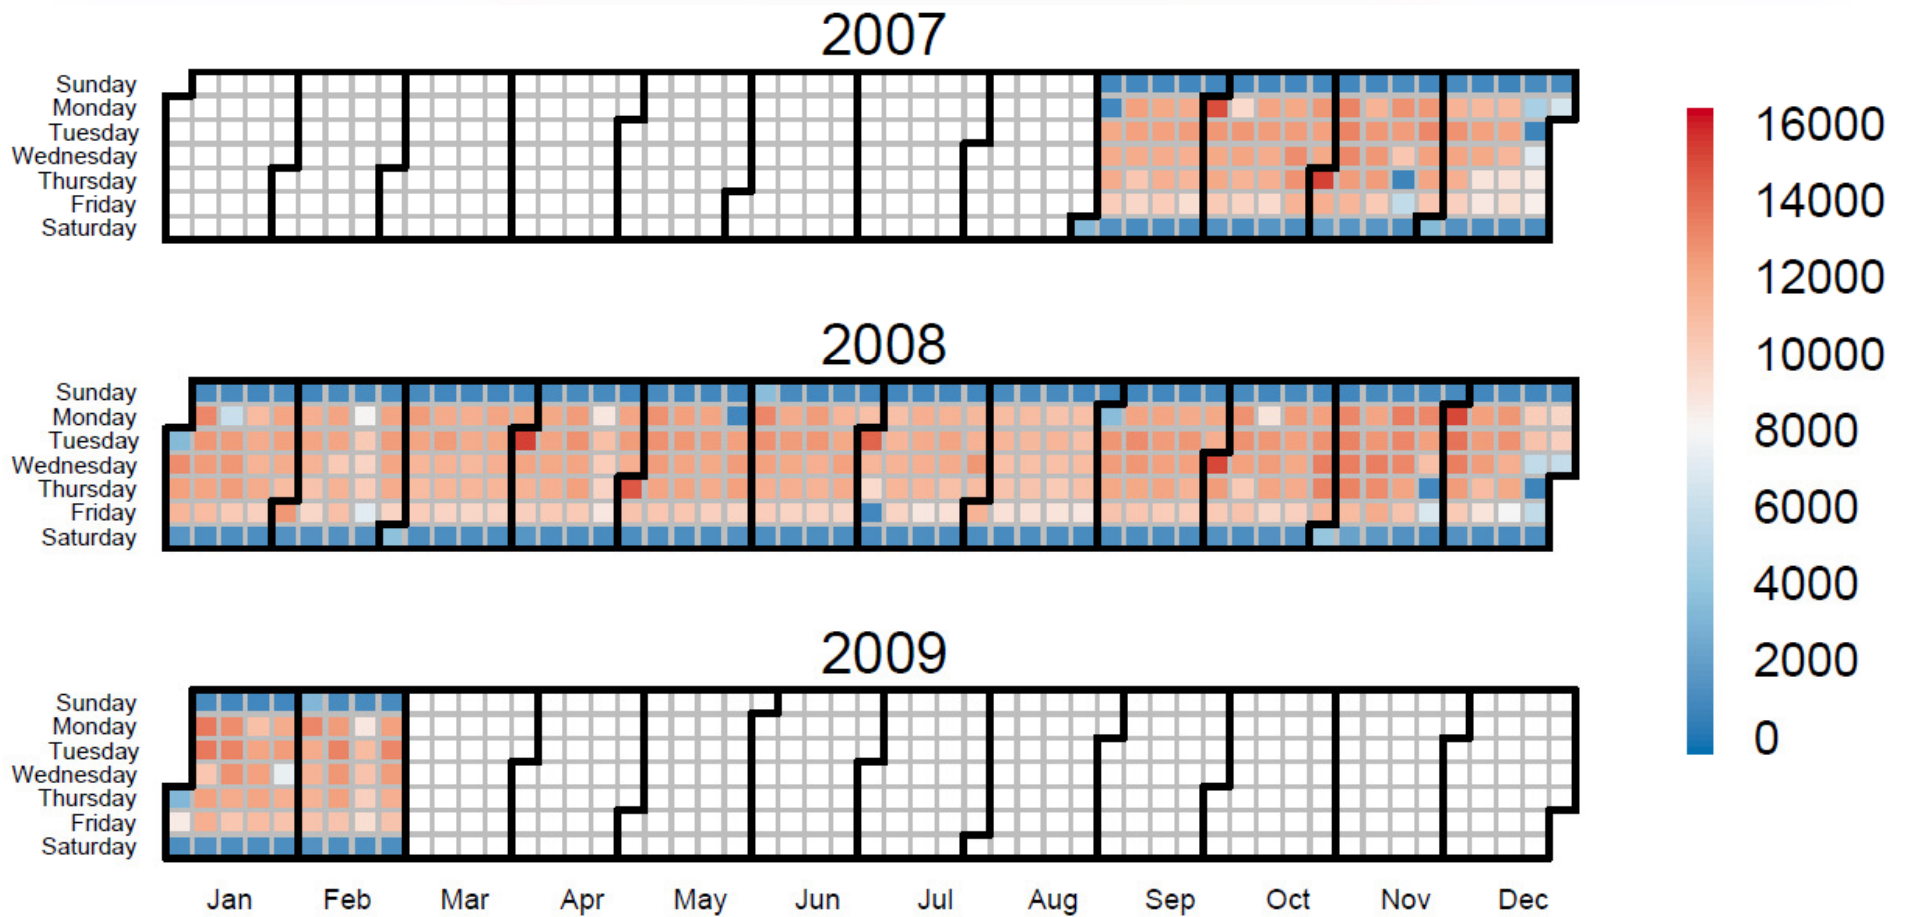 2007
Sunday
Monday
Tuesday
Wednesday
Thursday
Friday
Saturday
2008
Sunday
Monday
Tuesday
Wednesday
Thursday
Friday
Saturday
2009
Sunday
Monday
Tuesday
Wednesday
Thursday
Friday
Saturday
Jan Feb Mar Apr May Jun Jul Aug Sep Oct Nov Dec
16000
14000
12000
10000
8000
6000
4000
2000
0